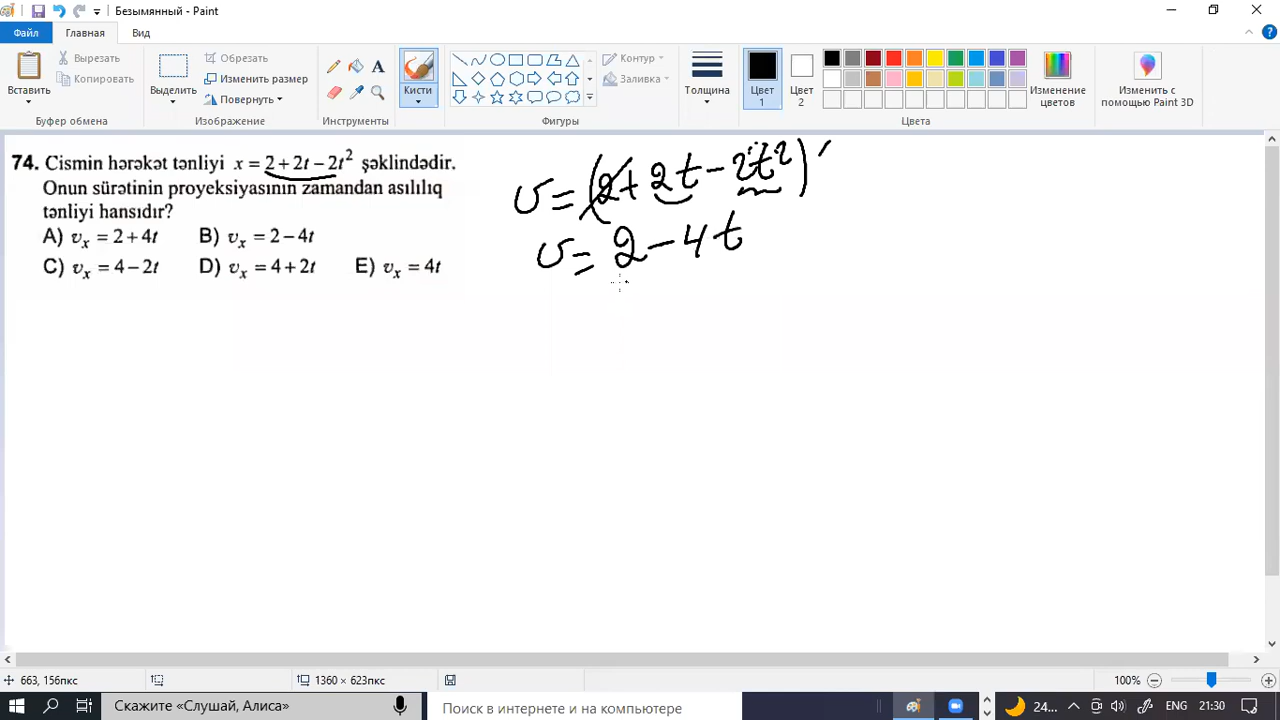 Безымянный - Paint
Файл Главная Вид
Вставить
Вырезать
Копировать
Буфер обмена
Выделить
Обрезать
Изменить размер
Повернуть
Изображение
Инструменты
Кисти
Контур
Заливка
Фигуры
Толщина
Цвет 1
Цвет 2
Цвета
Изменение цветов
Изменить с помощью Paint 3D
74. Cismin hərəkət tənliyi x = 2 + 2t − 2t² şəklindədir.
Onun sürətinin proyeksiyasının zamandan asılılıq
tənliyi hansıdır?
A) vₓ = 2 + 4t B) vₓ = 2 − 4t
C) vₓ = 4 − 2t D) vₓ = 4 + 2t E) vₓ = 4t
v = (2 + 2t − 2t²)′
v = 2 − 4t
663, 156пкс 1360 × 623пкс 100%
Скажите «Слушай, Алиса» Поиск в интернете и на компьютере 24... ENG 21:30